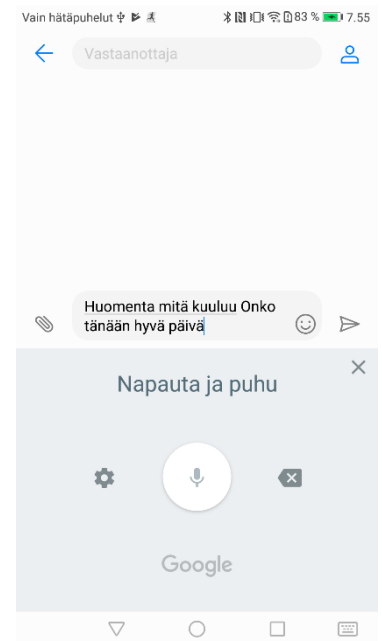 Vain hätäpuhelut 83 % 7.55
Vastaanottaja
Huomenta mitä kuuluu Onko
tänään hyvä päivä
Napauta ja puhu
Google